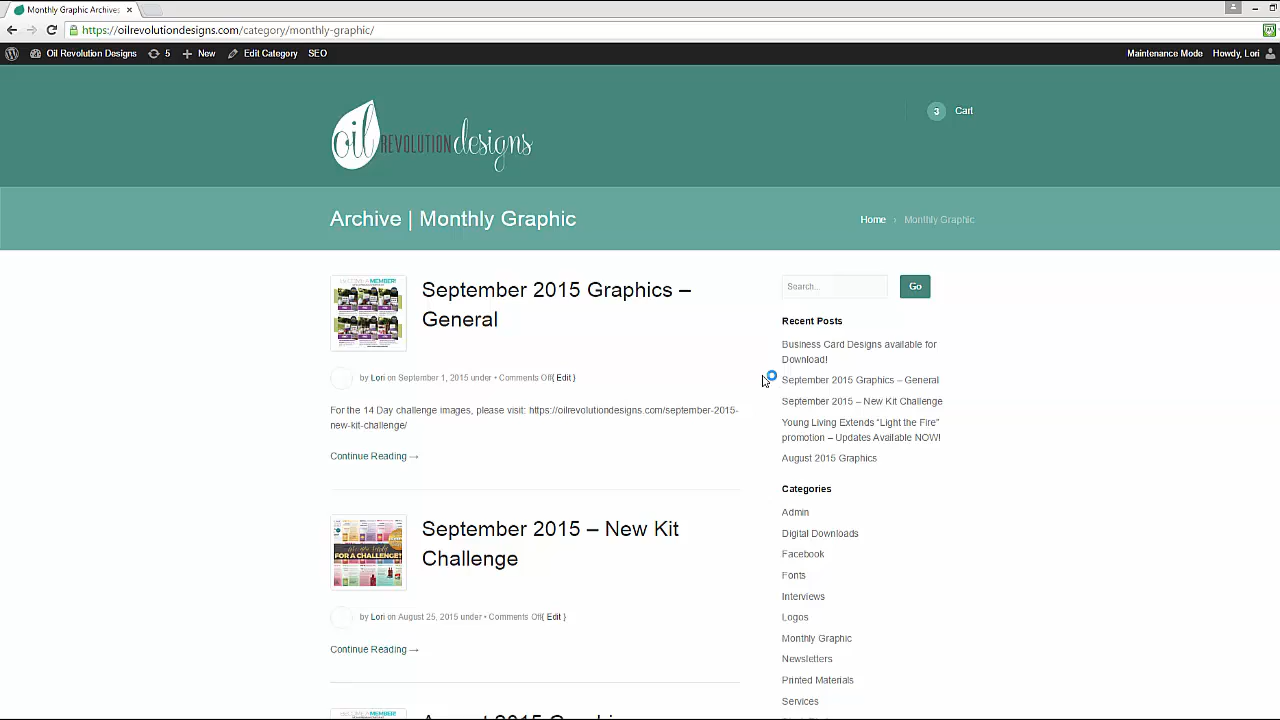 Monthly Graphic Archives
https://oilrevolutiondesigns.com/category/monthly-graphic/
Oil Revolution Designs 5 New Edit Category SEO Maintenance Mode Howdy, Lori
3 Cart
oil REVOLUTION designs
Archive | Monthly Graphic
Home › Monthly Graphic
September 2015 Graphics –
General
by Lori on September 1, 2015 under • Comments Off{ Edit }
For the 14 Day challenge images, please visit: https://oilrevolutiondesigns.com/september-2015-
new-kit-challenge/
Continue Reading →
September 2015 – New Kit
Challenge
FOR A CHALLENGE!
by Lori on August 25, 2015 under • Comments Off{ Edit }
Continue Reading →
Search...
Go
Recent Posts
Business Card Designs available for
Download!
September 2015 Graphics – General
September 2015 – New Kit Challenge
Young Living Extends "Light the Fire"
promotion – Updates Available NOW!
August 2015 Graphics
Categories
Admin
Digital Downloads
Facebook
Fonts
Interviews
Logos
Monthly Graphic
Newsletters
Printed Materials
Services